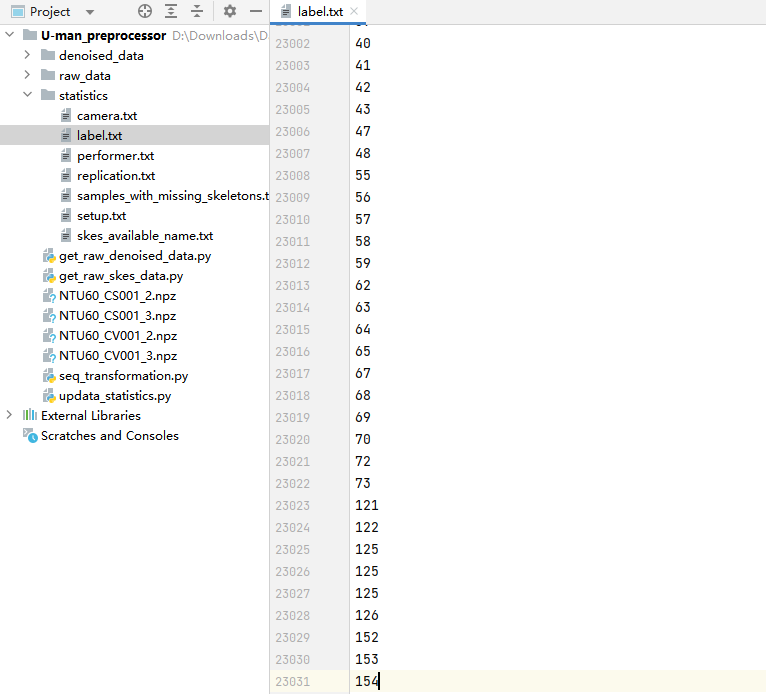 Project
label.txt
U-man_preprocessor D:\Downloads\D
denoised_data
raw_data
statistics
camera.txt
label.txt
performer.txt
replication.txt
samples_with_missing_skeletons.t
setup.txt
skes_available_name.txt
get_raw_denoised_data.py
get_raw_skes_data.py
NTU60_CS001_2.npz
NTU60_CS001_3.npz
NTU60_CV001_2.npz
NTU60_CV001_3.npz
seq_transformation.py
updata_statistics.py
External Libraries
Scratches and Consoles
23002 40
23003 41
23004 42
23005 43
23006 47
23007 48
23008 55
23009 56
23010 57
23011 58
23012 59
23013 62
23014 63
23015 64
23016 65
23017 67
23018 68
23019 69
23020 70
23021 72
23022 73
23023 121
23024 122
23025 125
23026 125
23027 125
23028 126
23029 152
23030 153
23031 154